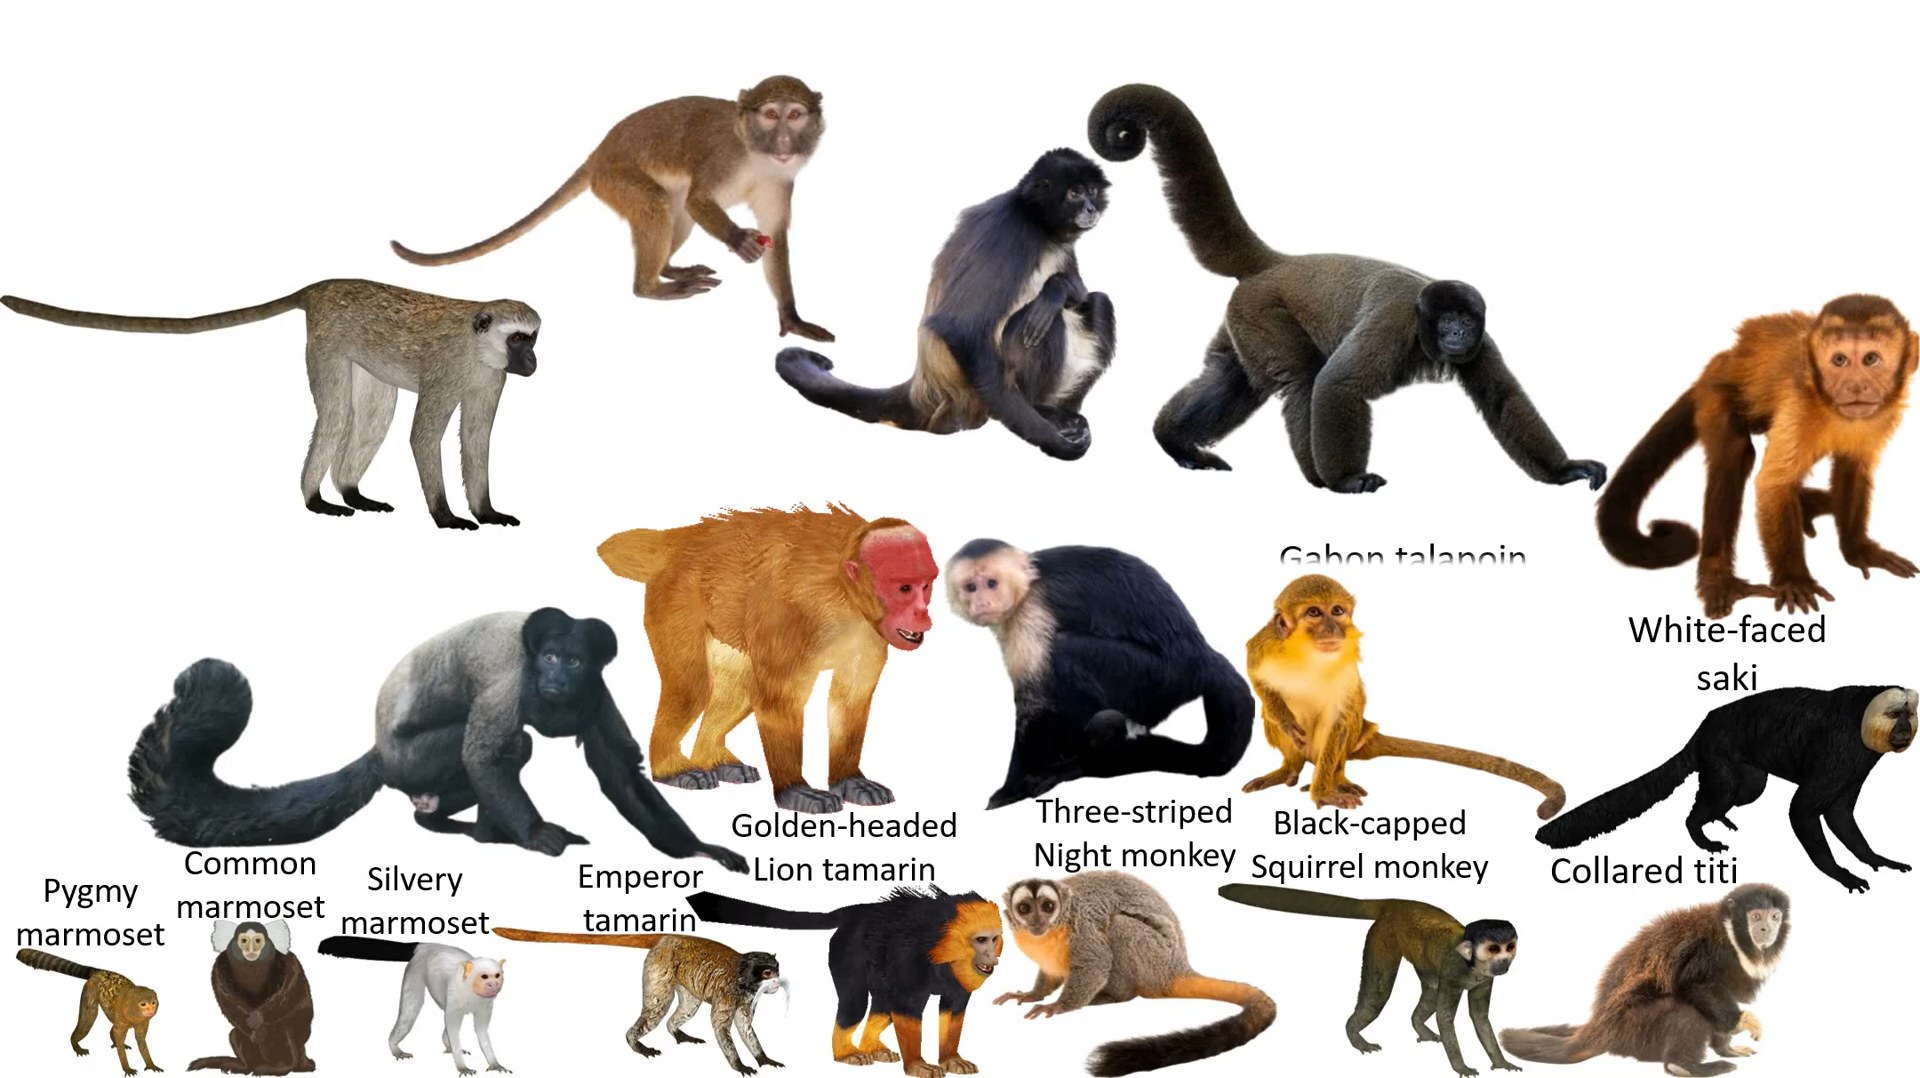 Gabon talapoin
White-faced
saki
Golden-headed
Lion tamarin
Three-striped
Night monkey
Black-capped
Squirrel monkey
Collared titi
Common
marmoset
Silvery
marmoset
Emperor
tamarin
Pygmy
marmoset